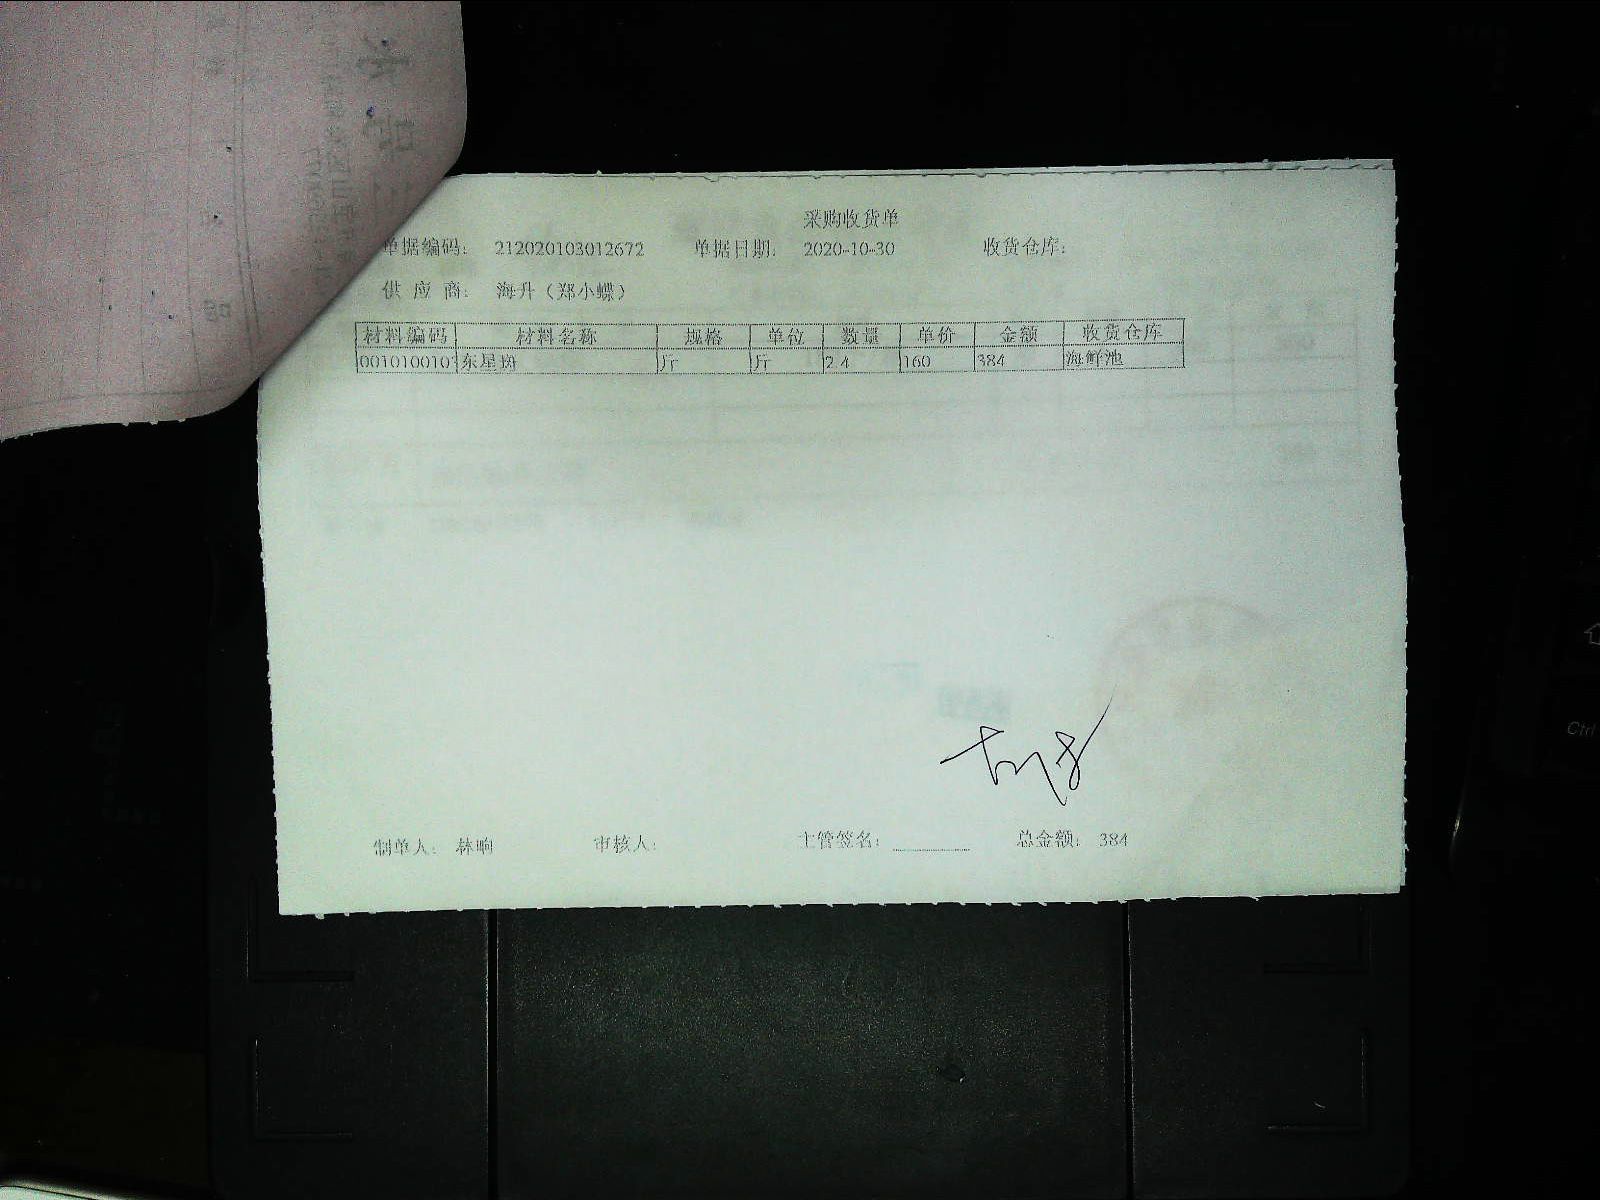 采购收货单
单据编码: 212020103012672 单据日期: 2020-10-30 收货仓库:
供应商: 海升（郑小蝶）
材料编码 材料名称 规格 单位 数量 单价 金额 收货仓库
0010100107 东星斑 斤 斤 2.4 160 384 海鲜池
制单人: 林响 审核人: 主管签名: 总金额: 384
Ctrl